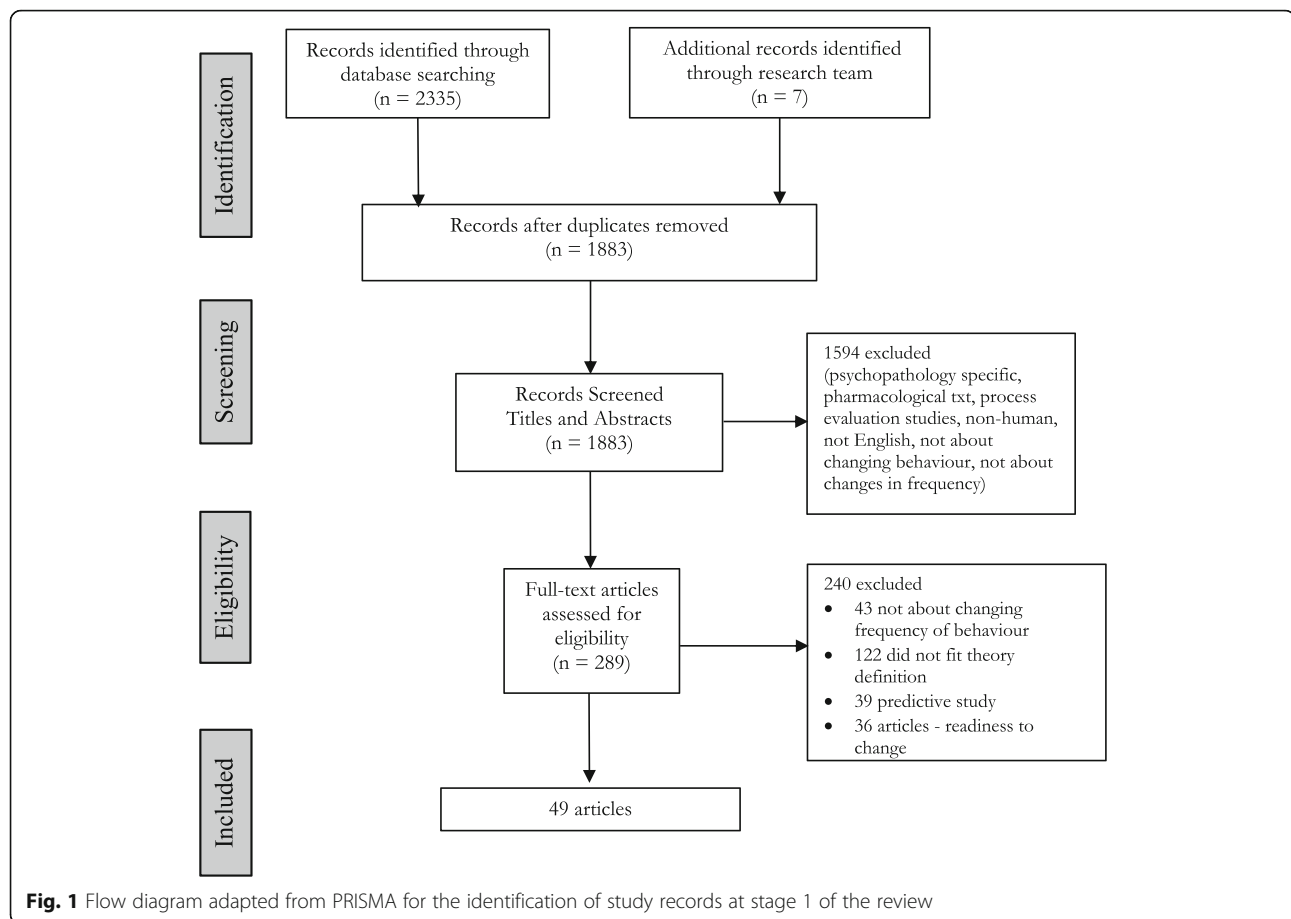 Identification
Records identified through
database searching
(n = 2335)
Additional records identified
through research team
(n = 7)
Records after duplicates removed
(n = 1883)
Screening
Records Screened
Titles and Abstracts
(n = 1883)
1594 excluded
(psychopathology specific,
pharmacological txt, process
evaluation studies, non-human,
not English, not about
changing behaviour, not about
changes in frequency)
Eligibility
Full-text articles
assessed for
eligibility
(n = 289)
240 excluded
• 43 not about changing
frequency of behaviour
• 122 did not fit theory
definition
• 39 predictive study
• 36 articles - readiness to
change
Included
49 articles
Fig. 1 Flow diagram adapted from PRISMA for the identification of study records at stage 1 of the review